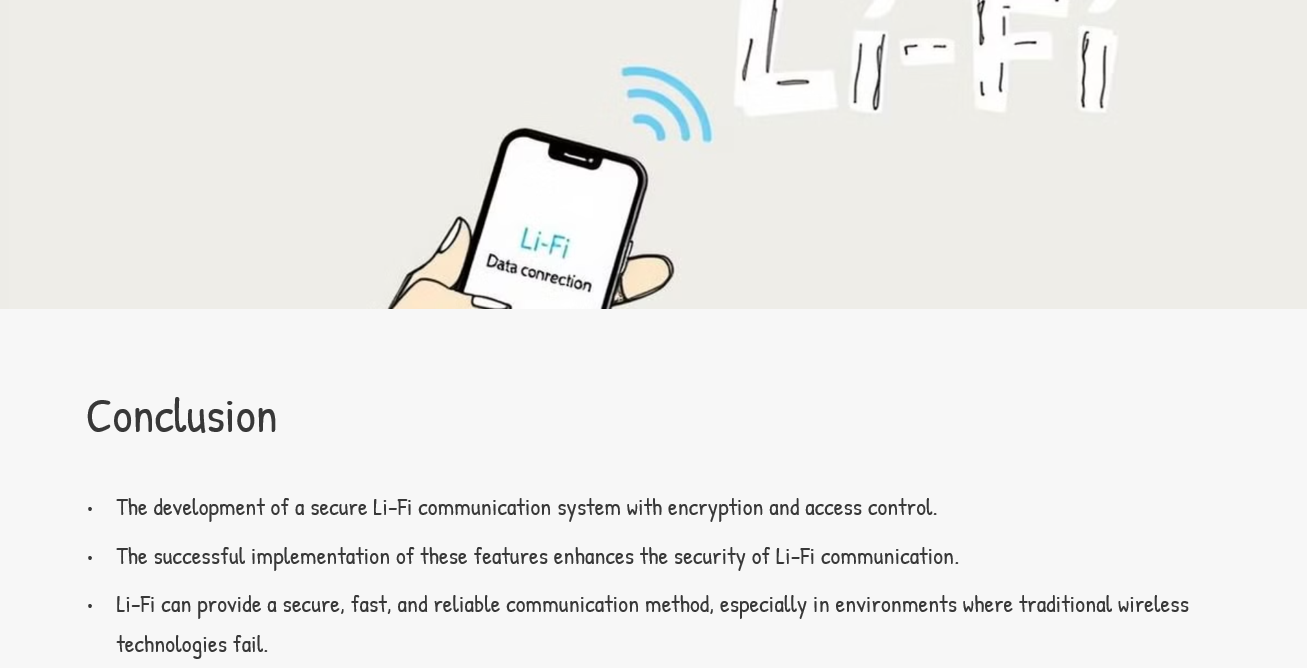 Li-Fi
Li-Fi
Data conrection
Conclusion
• The development of a secure Li-Fi communication system with encryption and access control.
• The successful implementation of these features enhances the security of Li-Fi communication.
• Li-Fi can provide a secure, fast, and reliable communication method, especially in environments where traditional wireless
technologies fail.